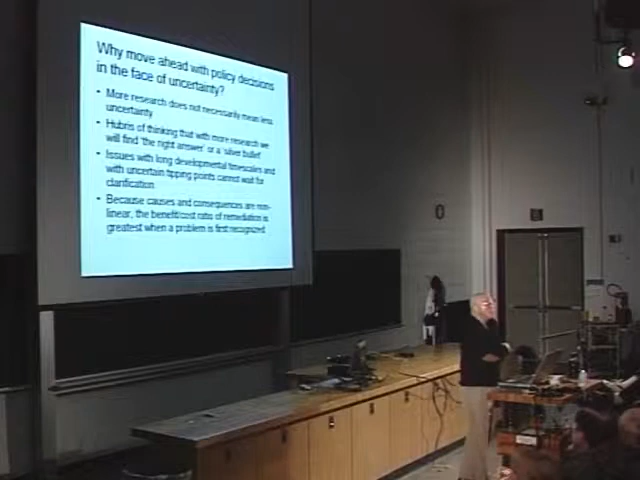 Why move ahead with policy decisions
in the face of uncertainty?
• More research does not necessarily mean less
uncertainty
• Hubris of thinking that with more research we
will find 'the right answer' or a 'silver bullet'
• Issues with long developmental timescales and
with uncertain tipping points cannot wait for
clarification
• Because causes and consequences are non-
linear, the benefit/cost ratio of remediation is
greatest when a problem is first recognized